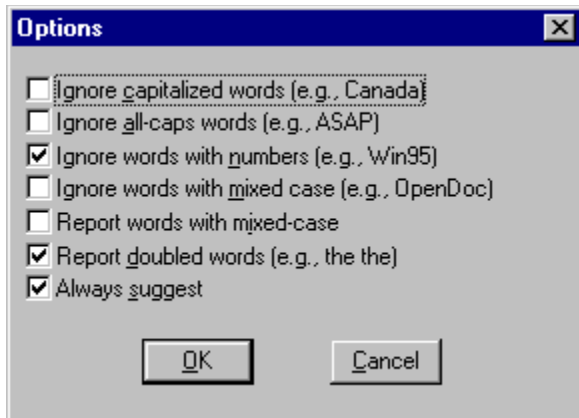 Options
Ignore capitalized words (e.g., Canada)
Ignore all-caps words (e.g., ASAP)
Ignore words with numbers (e.g., Win95)
Ignore words with mixed case (e.g., OpenDoc)
Report words with mixed-case
Report doubled words (e.g., the the)
Always suggest
OK Cancel